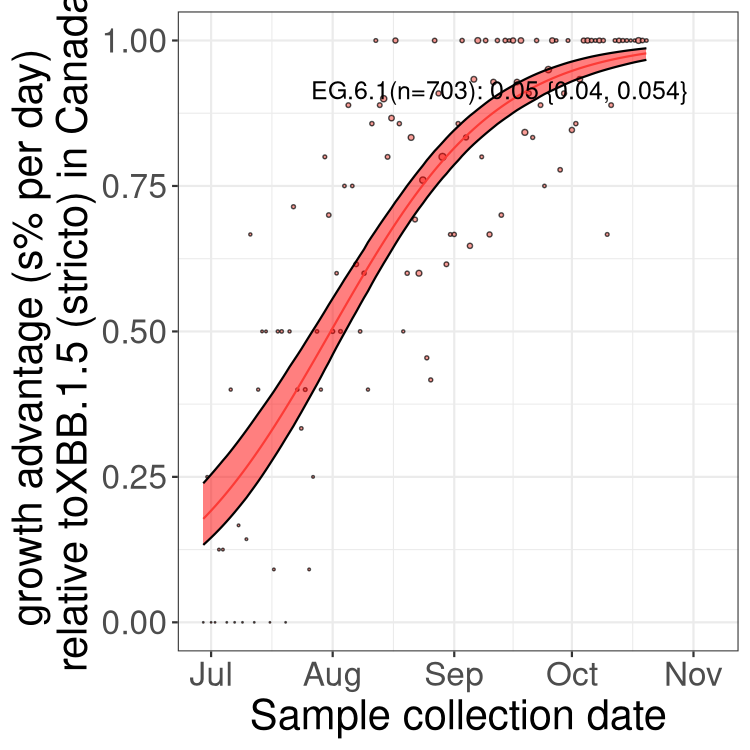 growth advantage (s% per day)
relative toXBB.1.5 (stricto) in Canada
1.00
0.75
0.50
0.25
0.00
EG.6.1(n=703): 0.05 {0.04, 0.054}
Jul Aug Sep Oct Nov
Sample collection date